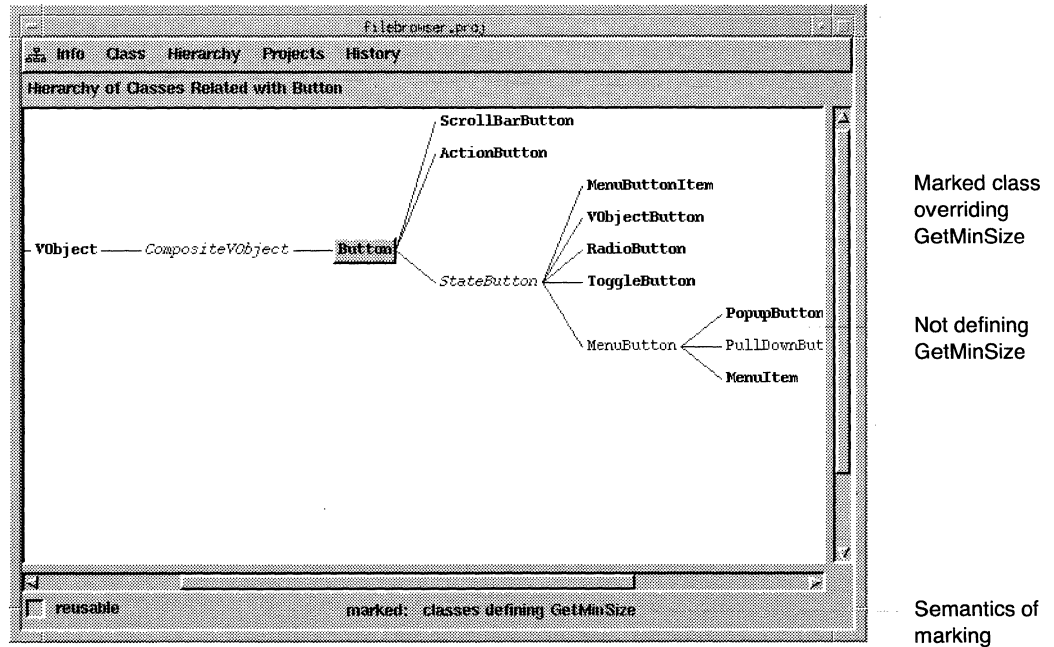 filebrowser.proj
Info Class Hierarchy Projects History
Hierarchy of Classes Related with Button
ScrollBarButton
ActionButton
MenuButtonItem
Marked class
overriding
GetMinSize
VObjectButton
VObject CompositeVObject Button RadioButton
StateButton ToggleButton
PopupButton
Not defining
GetMinSize
MenuButton PullDownBut
MenuItem
reusable marked: classes defining GetMinSize
Semantics of
marking